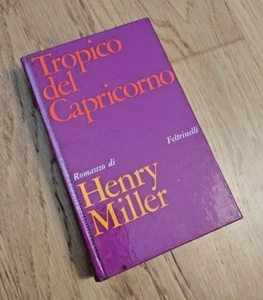 Tropico
del
Capricorno
Romanzo di
Feltrinelli
Henry
Miller